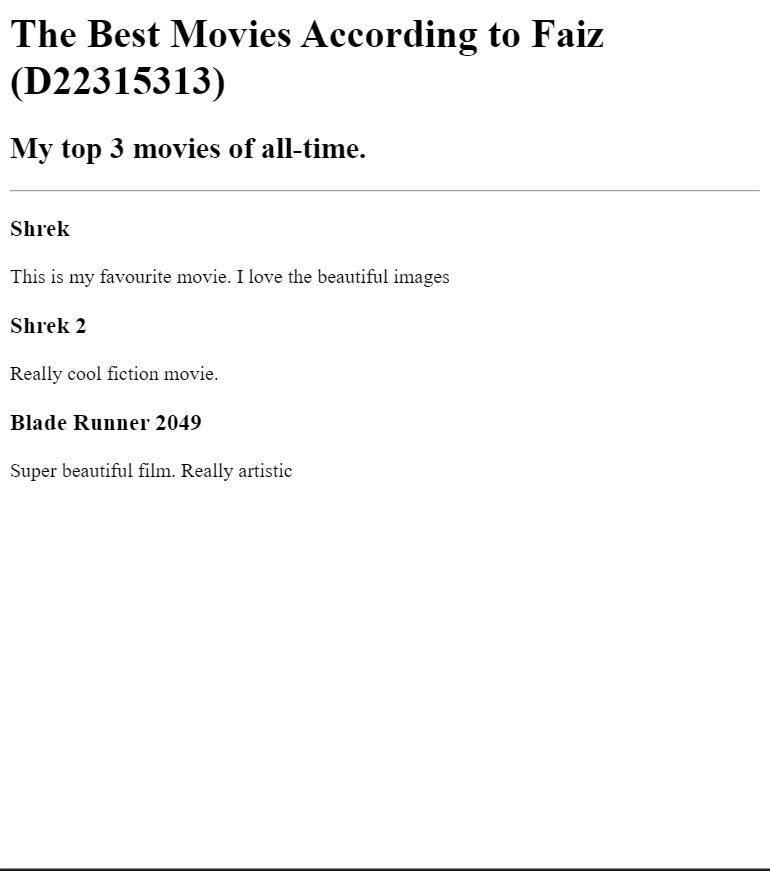 The Best Movies According to Faiz
(D22315313)
My top 3 movies of all-time.
Shrek
This is my favourite movie. I love the beautiful images
Shrek 2
Really cool fiction movie.
Blade Runner 2049
Super beautiful film. Really artistic